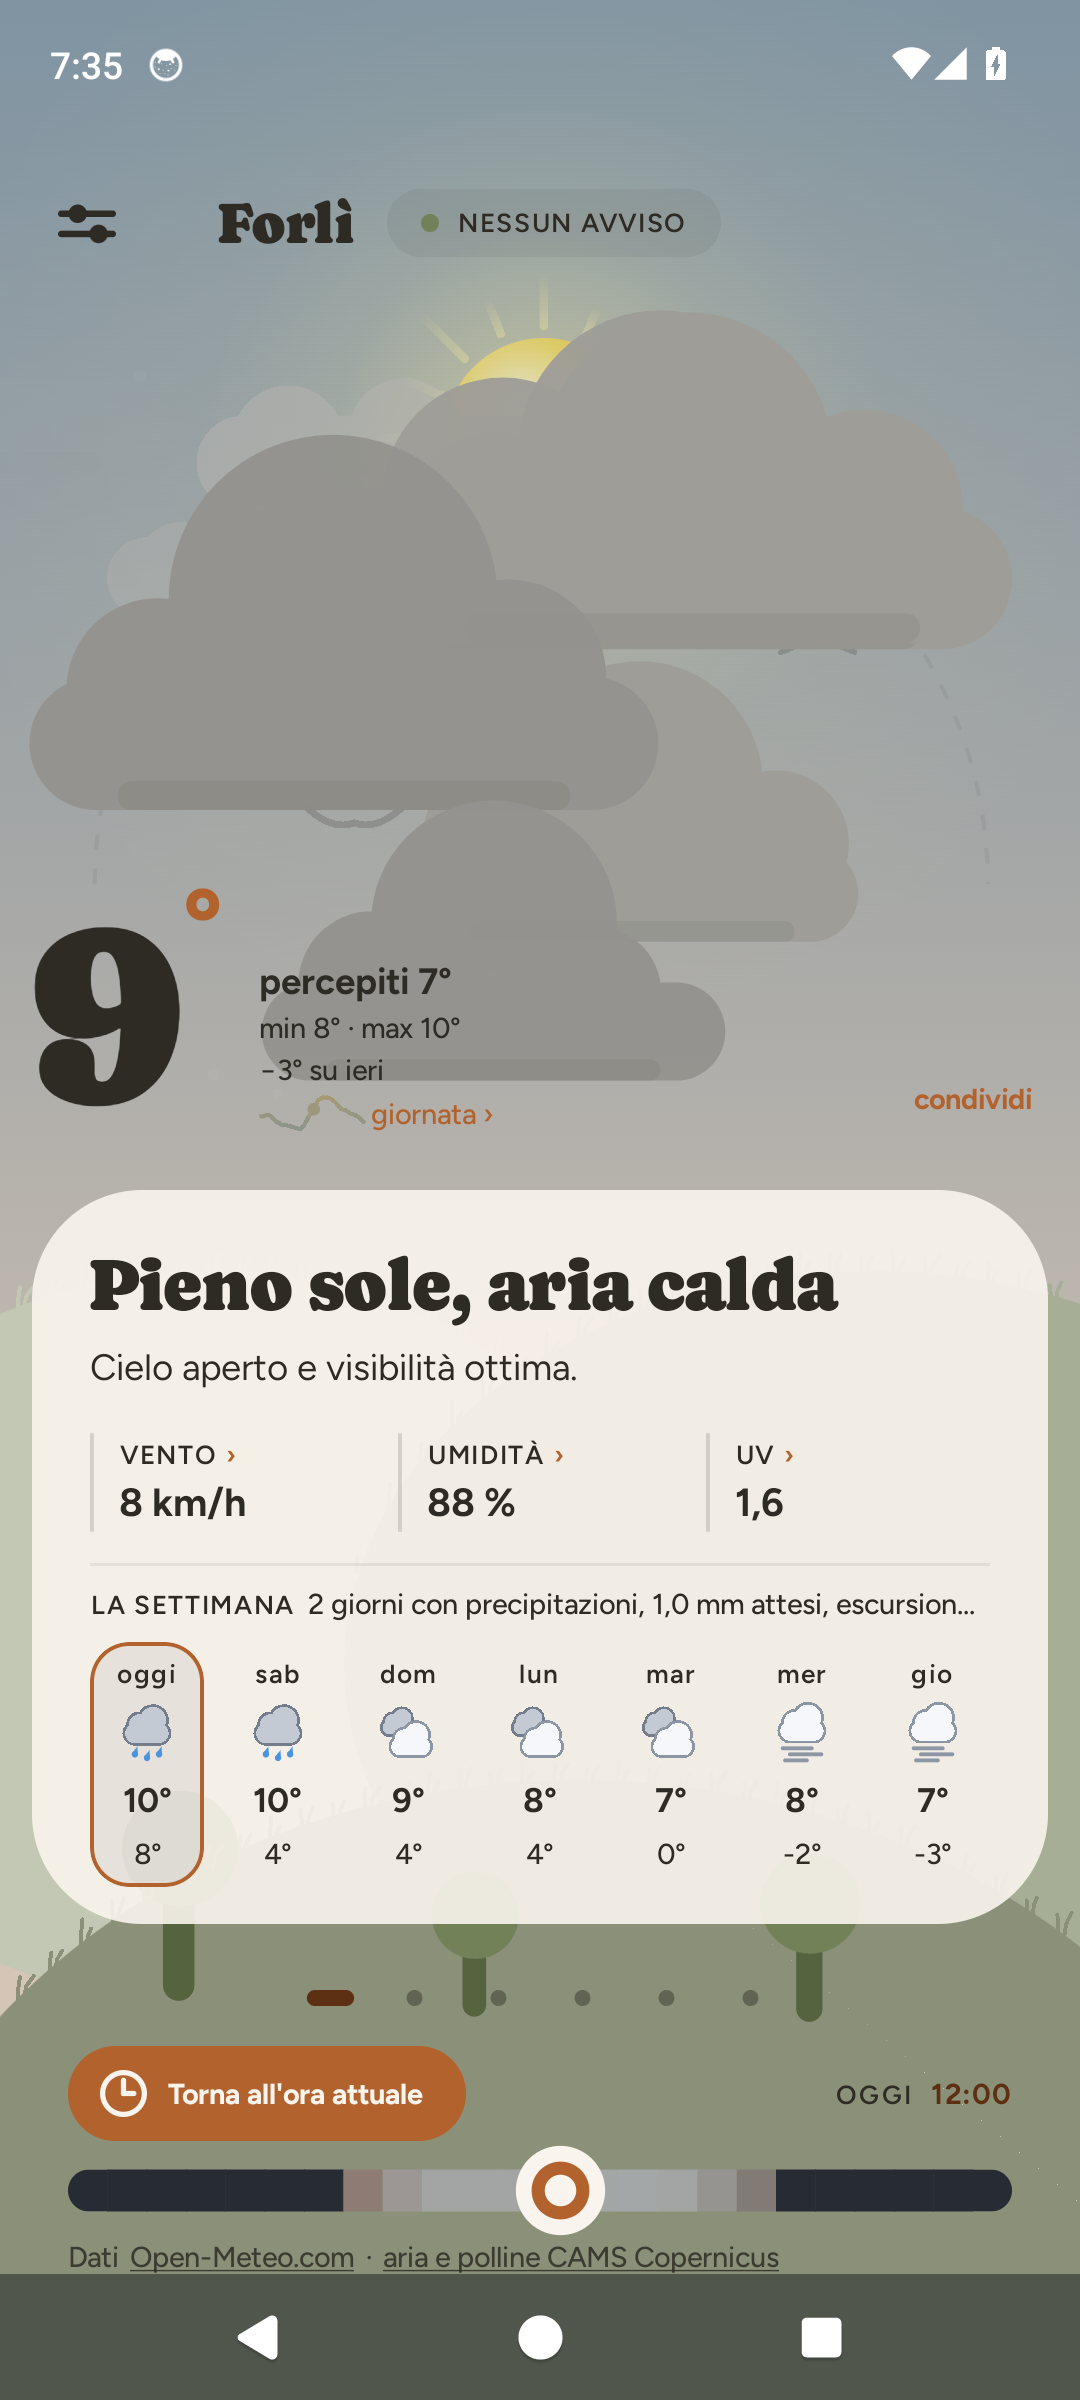 7:35
Forlì
NESSUN AVVISO
9°
percepiti 7°
min 8° · max 10°
−3° su ieri
giornata ›
condividi
Pieno sole, aria calda
Cielo aperto e visibilità ottima.
VENTO › UMIDITÀ › UV ›
8 km/h 88 % 1,6
LA SETTIMANA 2 giorni con precipitazioni, 1,0 mm attesi, escursion...
oggi sab dom lun mar mer gio
10° 10° 9° 8° 7° 8° 7°
8° 4° 4° 4° 0° -2° -3°
Torna all'ora attuale
OGGI 12:00
Dati Open-Meteo.com · aria e polline CAMS Copernicus